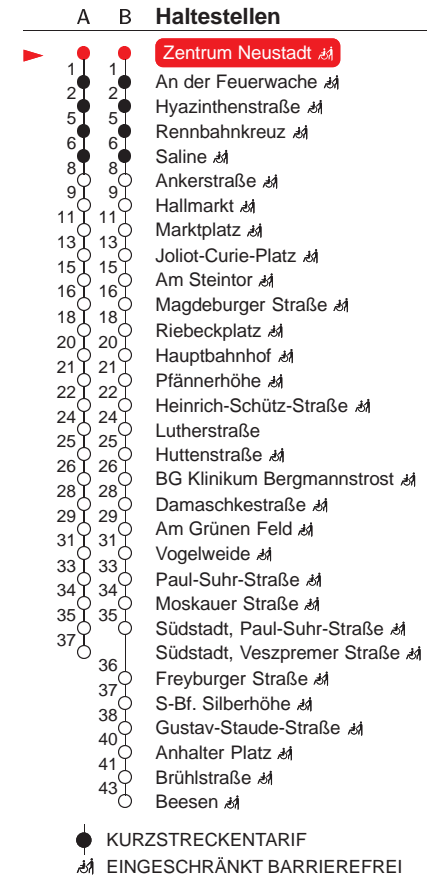 A B Haltestellen
Zentrum Neustadt
1 1 An der Feuerwache
2 2 Hyazinthenstraße
5 5 Rennbahnkreuz
6 6 Saline
8 8 Ankerstraße
9 9 Hallmarkt
11 11 Marktplatz
13 13 Joliot-Curie-Platz
15 15 Am Steintor
16 16 Magdeburger Straße
18 18 Riebeckplatz
20 20 Hauptbahnhof
21 21 Pfännerhöhe
22 22 Heinrich-Schütz-Straße
24 24 Lutherstraße
25 25 Huttenstraße
26 26 BG Klinikum Bergmannstrost
28 28 Damaschkestraße
29 29 Am Grünen Feld
31 31 Vogelweide
33 33 Paul-Suhr-Straße
34 34 Moskauer Straße
35 35 Südstadt, Paul-Suhr-Straße
37 Südstadt, Veszpremer Straße
36 Freyburger Straße
37 S-Bf. Silberhöhe
38 Gustav-Staude-Straße
40 Anhalter Platz
41 Brühlstraße
43 Beesen
KURZSTRECKENTARIF
EINGESCHRÄNKT BARRIEREFREI